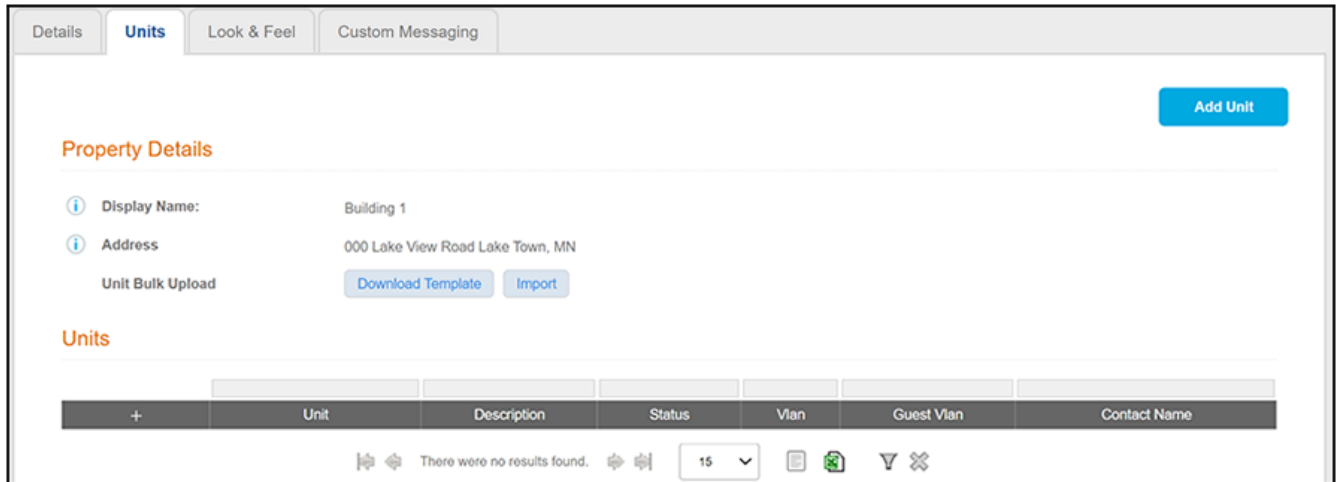 Details Units Look & Feel Custom Messaging
Add Unit
Property Details
Display Name: Building 1
Address 000 Lake View Road Lake Town, MN
Unit Bulk Upload Download Template Import
Units
+ Unit Description Status Vlan Guest Vlan Contact Name
There were no results found. 15